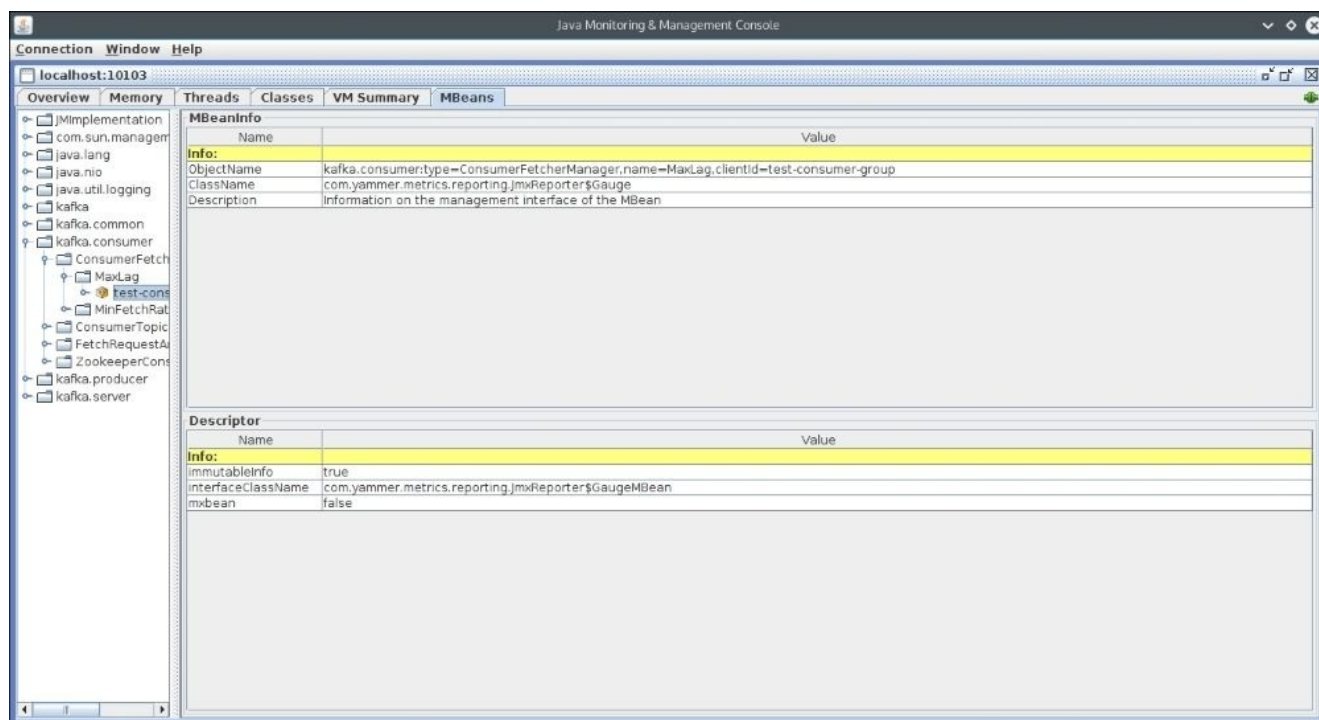 Java Monitoring & Management Console
Connection Window Help
localhost:10103
Overview Memory Threads Classes VM Summary MBeans
JMImplementation
com.sun.managem
java.lang
java.nio
java.util.logging
kafka
kafka.common
kafka.consumer
ConsumerFetch
MaxLag
test-cons
MinFetchRat
ConsumerTopic
FetchRequestA
ZookeeperCons
kafka.producer
kafka.server
MBeanInfo
Name Value
Info:
ObjectName kafka.consumer:type=ConsumerFetcherManager,name=MaxLag,clientId=test-consumer-group
ClassName com.yammer.metrics.reporting.JmxReporter$Gauge
Description Information on the management interface of the MBean
Descriptor
Name Value
Info:
immutableInfo true
interfaceClassName com.yammer.metrics.reporting.JmxReporter$GaugeMBean
mxbean false